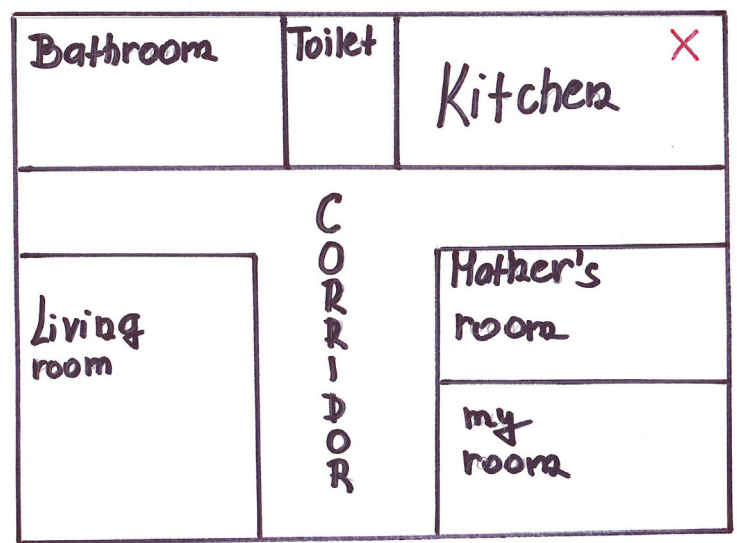 Bathroom
Toilet
Kitchen
CORRIDOR
Living
room
Mother's
room
my
room